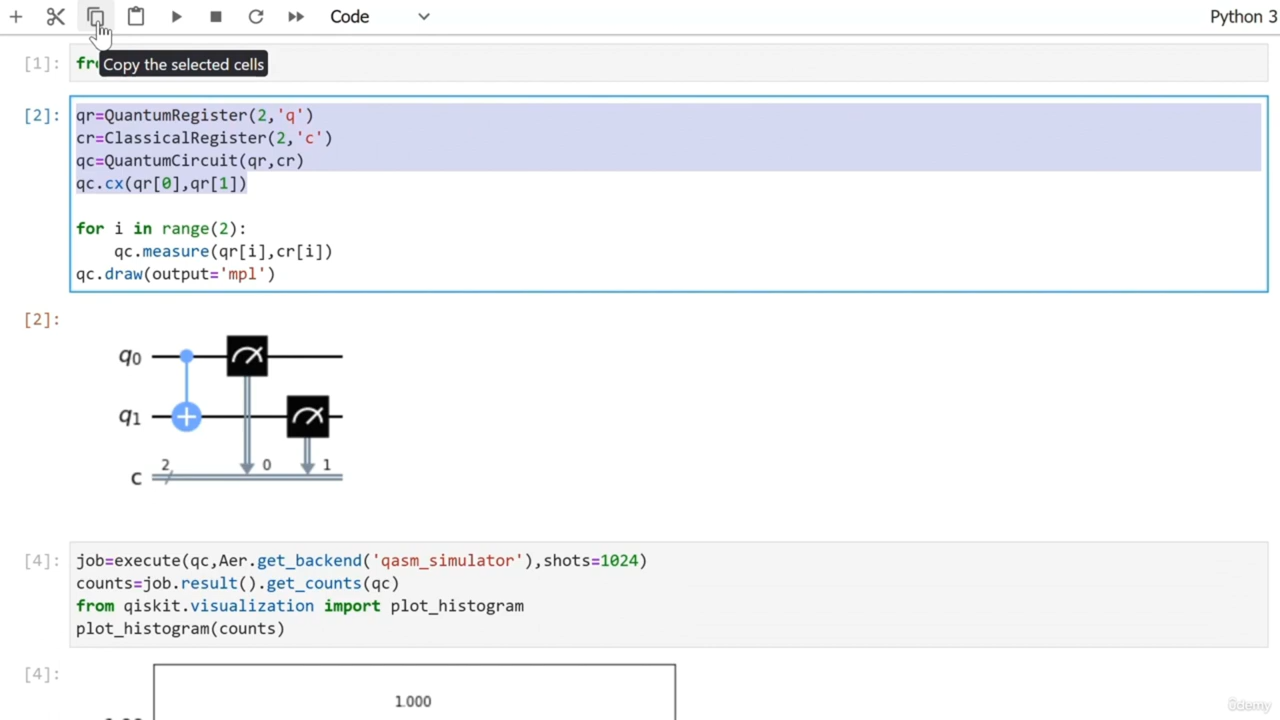 Code
Python 3
[1]:
Copy the selected cells
[2]:
qr=QuantumRegister(2,'q')
cr=ClassicalRegister(2,'c')
qc=QuantumCircuit(qr,cr)
qc.cx(qr[0],qr[1])
for i in range(2):
qc.measure(qr[i],cr[i])
qc.draw(output='mpl')
[2]:
q0
q1
c
2
0
1
[4]:
job=execute(qc,Aer.get_backend('qasm_simulator'),shots=1024)
counts=job.result().get_counts(qc)
from qiskit.visualization import plot_histogram
plot_histogram(counts)
[4]:
1.000
ûdemy